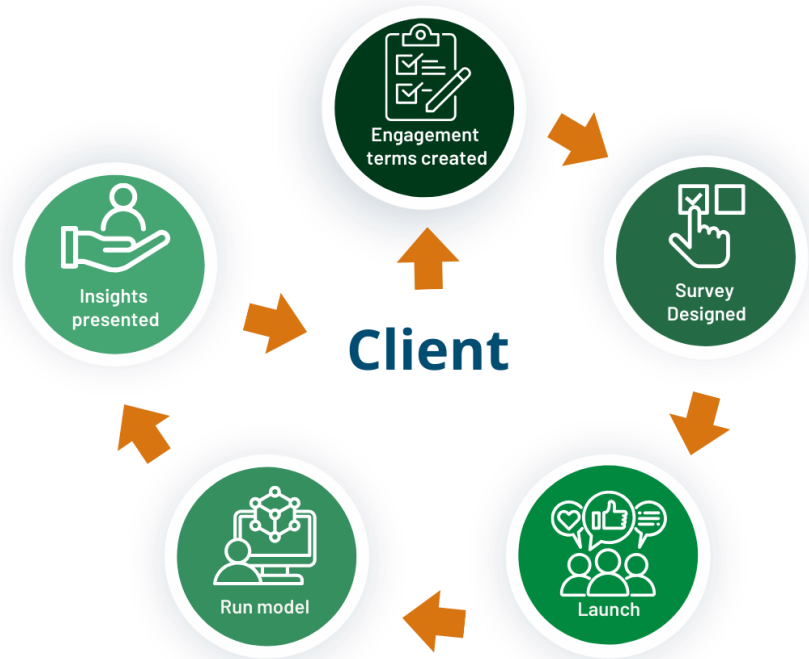 Engagement
terms created
Survey
Designed
Launch
Run model
Insights
presented
Client